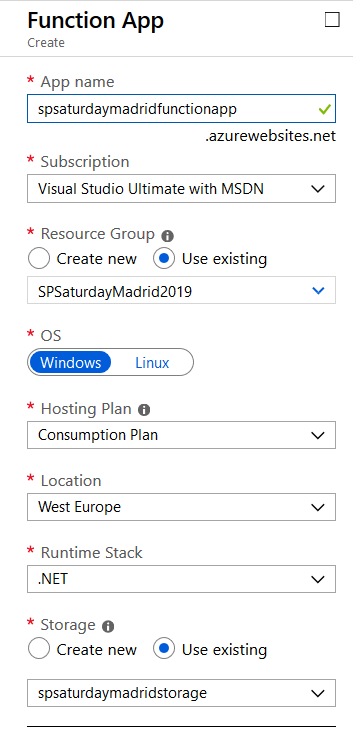 Function App
Create
* App name
spsaturdaymadridfunctionapp
.azurewebsites.net
* Subscription
Visual Studio Ultimate with MSDN
* Resource Group
Create new Use existing
SPSaturdayMadrid2019
* OS
Windows Linux
* Hosting Plan
Consumption Plan
* Location
West Europe
* Runtime Stack
.NET
* Storage
Create new Use existing
spsaturdaymadridstorage